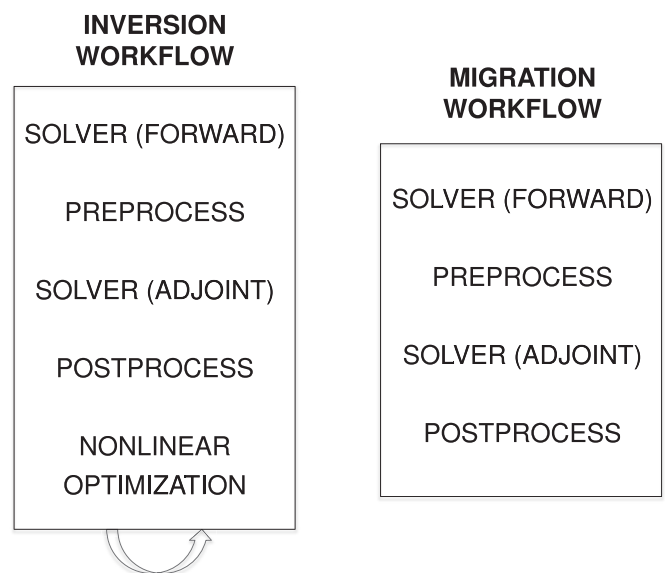 INVERSION
WORKFLOW
SOLVER (FORWARD)
PREPROCESS
SOLVER (ADJOINT)
POSTPROCESS
NONLINEAR
OPTIMIZATION
MIGRATION
WORKFLOW
SOLVER (FORWARD)
PREPROCESS
SOLVER (ADJOINT)
POSTPROCESS